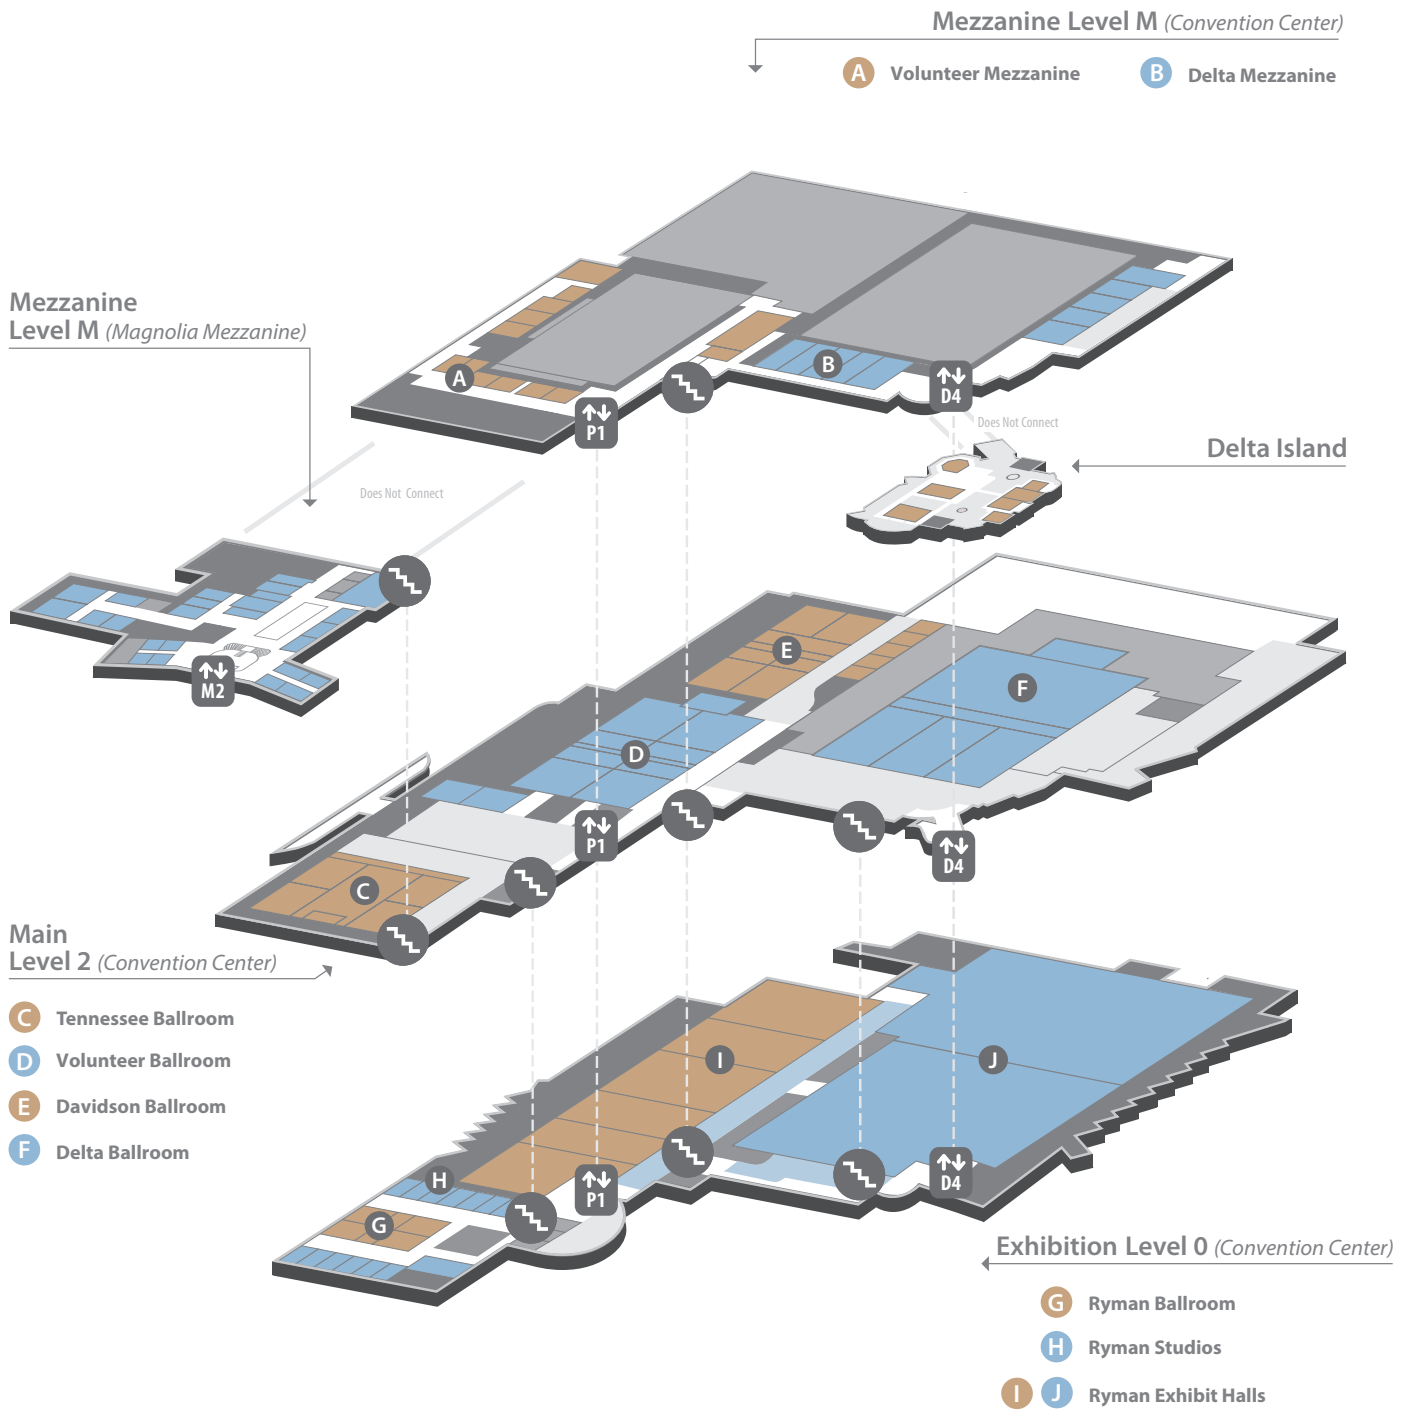 Mezzanine Level M (Convention Center)
A Volunteer Mezzanine
B Delta Mezzanine
Mezzanine
Level M (Magnolia Mezzanine)
B
A
D4
P1
Does Not Connect
Delta Island
Does Not Connect
M2
E
F
D
P1
D4
C
Main
Level 2 (Convention Center)
C Tennessee Ballroom
D Volunteer Ballroom
E Davidson Ballroom
F Delta Ballroom
I
J
H
D4
P1
G
Exhibition Level 0 (Convention Center)
G Ryman Ballroom
H Ryman Studios
I J Ryman Exhibit Halls